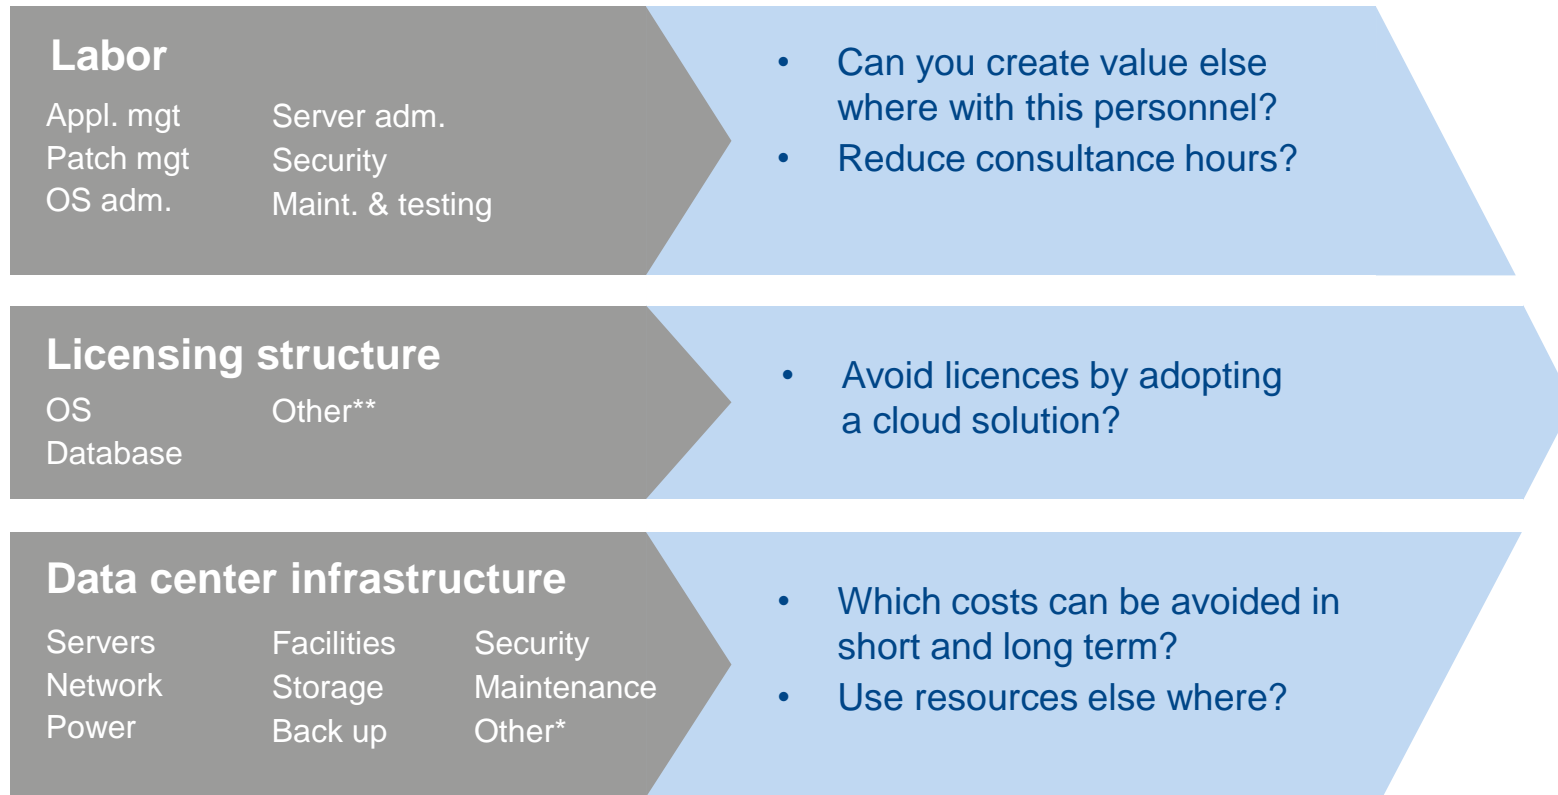 Labor
Appl. mgt
Patch mgt
OS adm.
Server adm.
Security
Maint. & testing
• Can you create value else
where with this personnel?
• Reduce consultance hours?
Licensing structure
OS
Database
Other**
• Avoid licences by adopting
a cloud solution?
Data center infrastructure
Servers
Network
Power
Facilities
Storage
Back up
Security
Maintenance
Other*
• Which costs can be avoided in
short and long term?
• Use resources else where?